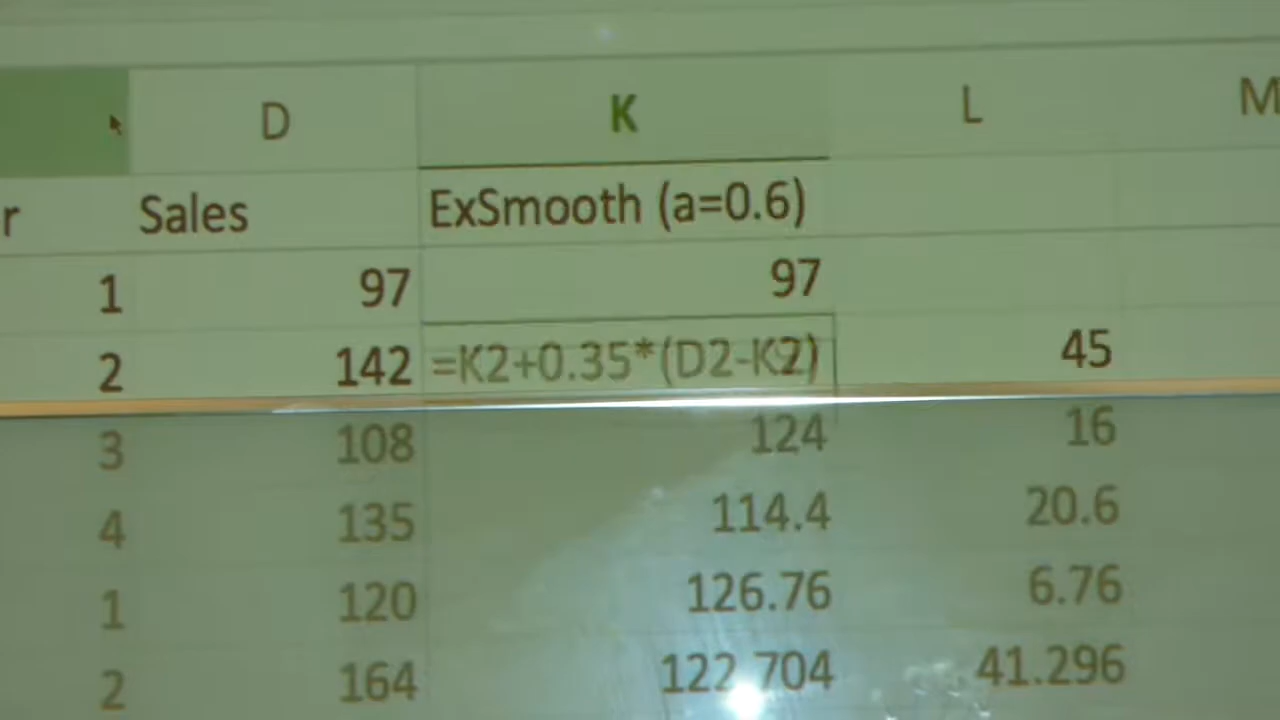 D K L M
r Sales ExSmooth (a=0.6)
1 97 97
2 142 =K2+0.35*(D2-K2) 45
3 108 124 16
4 135 114.4 20.6
1 120 126.76 6.76
2 164 122.704 41.296